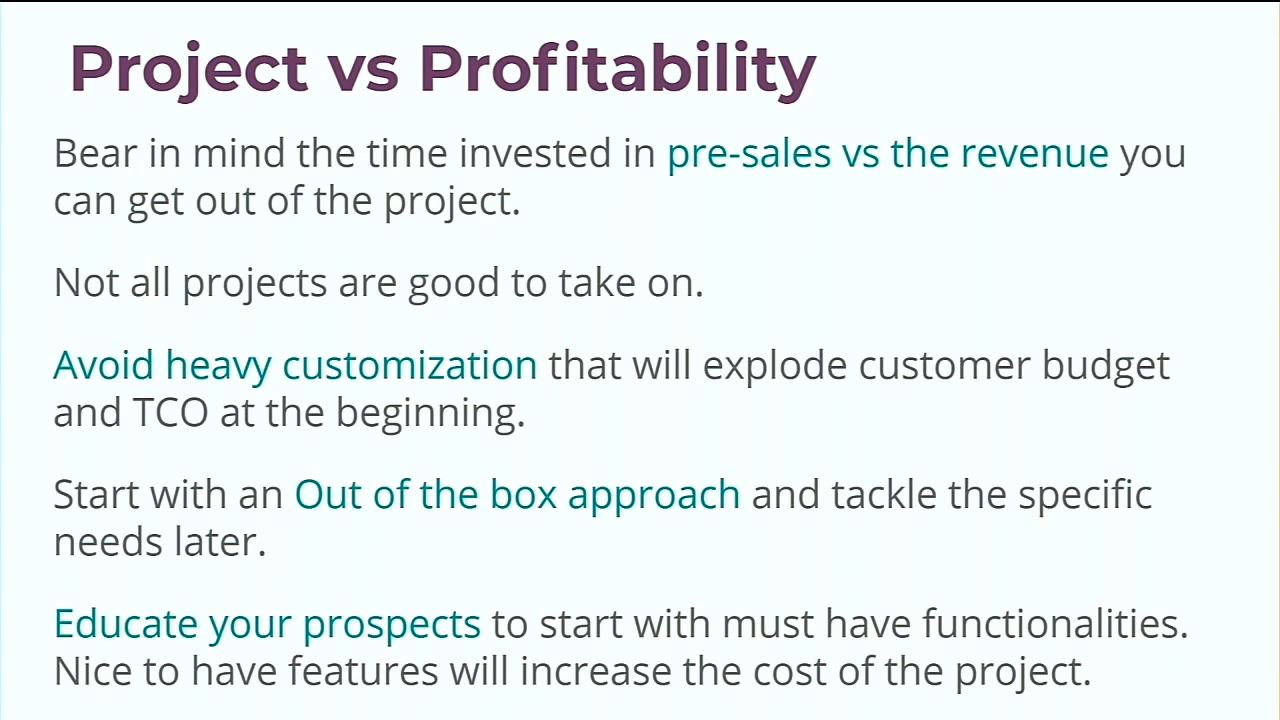 Project vs Profitability
Bear in mind the time invested in pre-sales vs the revenue you
can get out of the project.
Not all projects are good to take on.
Avoid heavy customization that will explode customer budget
and TCO at the beginning.
Start with an Out of the box approach and tackle the specific
needs later.
Educate your prospects to start with must have functionalities.
Nice to have features will increase the cost of the project.